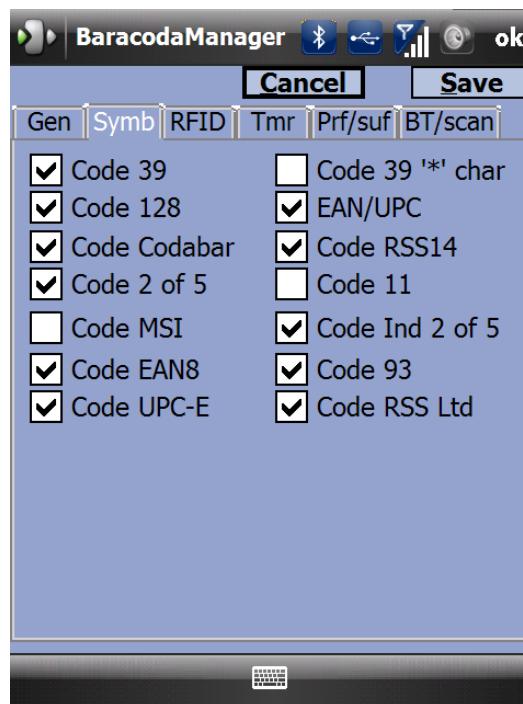 BaracodaManager ok
Cancel Save
Gen Symb RFID Tmr Prf/suf BT/scan
Code 39 Code 39 '*' char
Code 128 EAN/UPC
Code Codabar Code RSS14
Code 2 of 5 Code 11
Code MSI Code Ind 2 of 5
Code EAN8 Code 93
Code UPC-E Code RSS Ltd